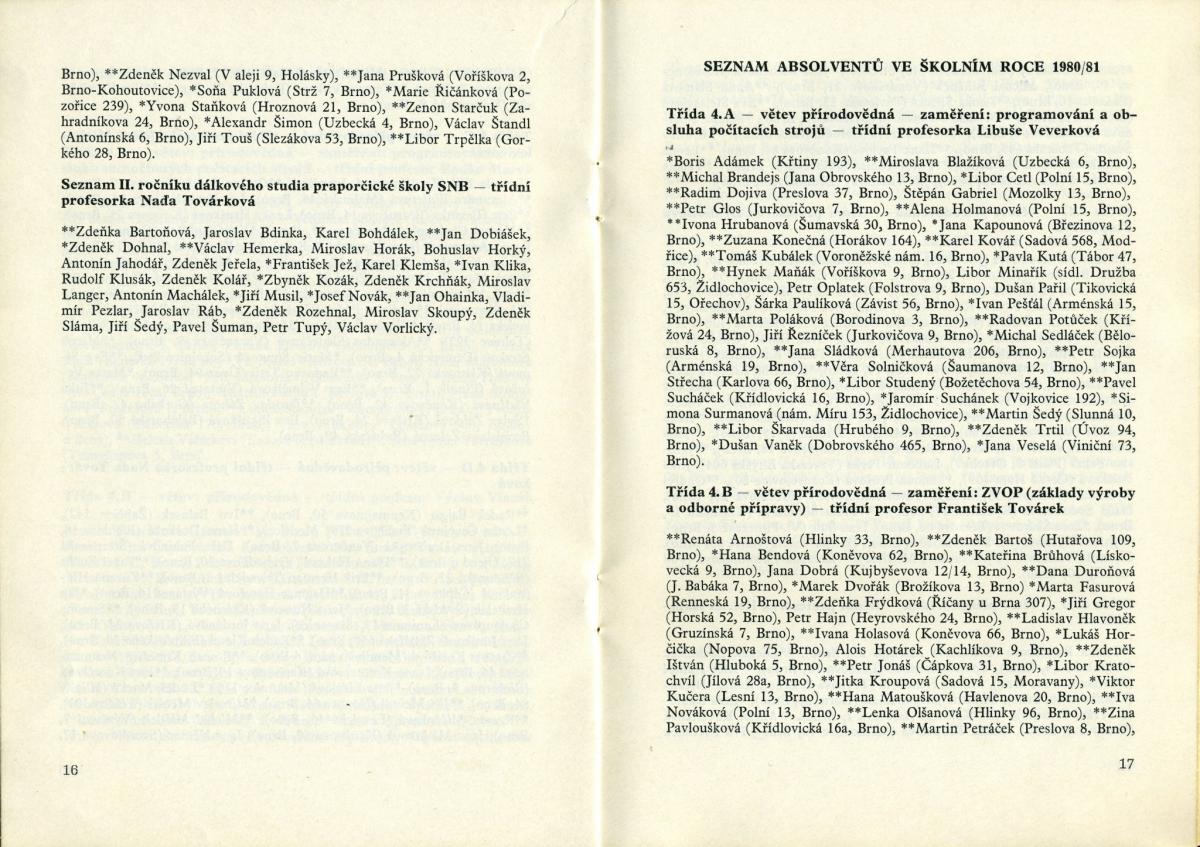 Brno), **Zdeněk Nezval (V aleji 9, Holásky), **Jana Prušková (Voříškova 2,
Brno-Kohoutovice), *Soňa Puklová (Strž 7, Brno), *Marie Řičánková (Po-
zořice 239), *Yvona Staňková (Hroznová 21, Brno), **Zenon Starčuk (Za-
hradníkova 24, Brno), *Alexandr Šimon (Uzbecká 4, Brno), Václav Štandl
(Antonínská 6, Brno), Jiří Touš (Slezákova 53, Brno), **Libor Trpělka (Gor-
kého 28, Brno).
Seznam II. ročníku dálkového studia praporčické školy SNB — třídní
profesorka Naďa Továrková
**Zdeňka Bartoňová, Jaroslav Bdinka, Karel Bohdálek, **Jan Dobiášek,
*Zdeněk Dohnal, **Václav Hemerka, Miroslav Horák, Bohuslav Horký,
Antonín Jahodář, Zdeněk Jeřela, *František Jež, Karel Klemša, *Ivan Klika,
Rudolf Klusák, Zdeněk Kolář, *Zbyněk Kozák, Zdeněk Krchňák, Miroslav
Langer, Antonín Machálek, *Jiří Musil, *Josef Novák, **Jan Ohainka, Vladi-
mír Pezlar, Jaroslav Ráb, *Zdeněk Rozehnal, Miroslav Skoupý, Zdeněk
Sláma, Jiří Šedý, Pavel Šuman, Petr Tupý, Václav Vorlický.
16
SEZNAM ABSOLVENTŮ VE ŠKOLNÍM ROCE 1980/81
Třída 4. A — větev přírodovědná — zaměření: programování a ob-
sluha počítacích strojů — třídní profesorka Libuše Veverková
*Boris Adámek (Křtiny 193), **Miroslava Blažíková (Uzbecká 6, Brno),
**Michal Brandejs (Jana Obrovského 13, Brno), *Libor Cetl (Polní 15, Brno),
**Radim Dojiva (Preslova 37, Brno), Štěpán Gabriel (Mozolky 13, Brno),
**Petr Glos (Jurkovičova 7, Brno), **Alena Holmanová (Polní 15, Brno),
**Ivona Hrubanová (Šumavská 30, Brno), *Jana Kapounová (Březinova 12,
Brno), **Zuzana Konečná (Horákov 164), **Karel Kovář (Sadová 568, Mod-
řice), **Tomáš Kubálek (Voroněžské nám. 16, Brno), *Pavla Kutá (Tábor 47,
Brno), **Hynek Maňák (Voříškova 9, Brno), Libor Minařík (sídl. Družba
653, Židlochovice), Petr Oplatek (Folstrova 9, Brno), Dušan Pařil (Tikovická
15, Ořechov), Šárka Paulíková (Závist 56, Brno), *Ivan Pešťál (Arménská 15,
Brno), **Marta Poláková (Borodinova 3, Brno), **Radovan Potůček (Kří-
žová 24, Brno), Jiří Řezníček (Jurkovičova 9, Brno), *Michal Sedláček (Bělo-
ruská 8, Brno), **Jana Sládková (Merhautova 206, Brno), **Petr Sojka
(Arménská 19, Brno), **Věra Solničková (Šaumanova 12, Brno), **Jan
Střecha (Karlova 66, Brno), *Libor Studený (Božetěchova 54, Brno), **Pavel
Sucháček (Křídlovická 16, Brno), *Jaromír Suchánek (Vojkovice 192), *Si-
mona Surmanová (nám. Míru 153, Židlochovice), **Martin Šedý (Slunná 10,
Brno), **Libor Škarvada (Hrubého 9, Brno), **Zdeněk Trtil (Úvoz 94,
Brno), *Dušan Vaněk (Dobrovského 465, Brno), *Jana Veselá (Viniční 73,
Brno).
Třída 4. B — větev přírodovědná — zaměření: ZVOP (základy výroby
a odborné přípravy) — třídní profesor František Továrek
**Renáta Arnoštová (Hlinky 33, Brno), **Zdeněk Bartoš (Hutařova 109,
Brno), *Hana Bendová (Koněvova 62, Brno), **Kateřina Brůhová (Lísko-
vecká 9, Brno), Jana Dobrá (Kujbyševova 12/14, Brno), **Dana Duroňová
(J. Babáka 7, Brno), *Marek Dvořák (Brožíkova 13, Brno) *Marta Fasurová
(Renneská 19, Brno), **Zdeňka Frýdková (Říčany u Brna 307), *Jiří Gregor
(Horská 52, Brno), Petr Hajn (Heyrovského 24, Brno), **Ladislav Hlavoněk
(Gruzínská 7, Brno), **Ivana Holasová (Koněvova 66, Brno), *Lukáš Hor-
čička (Nopova 75, Brno), Alois Hotárek (Kachlíkova 9, Brno), **Zdeněk
Ištván (Hluboká 5, Brno), **Petr Jonáš (Čápkova 31, Brno), *Libor Krato-
chvíl (Jílová 28a, Brno), **Jitka Kroupová (Sadová 15, Moravany), *Viktor
Kučera (Lesní 13, Brno), **Hana Matoušková (Havlenova 20, Brno), **Iva
Nováková (Polní 13, Brno), **Lenka Olšanová (Hlinky 96, Brno), **Zina
Pavloušková (Křídlovická 16a, Brno), **Martin Petráček (Preslova 8, Brno),
17